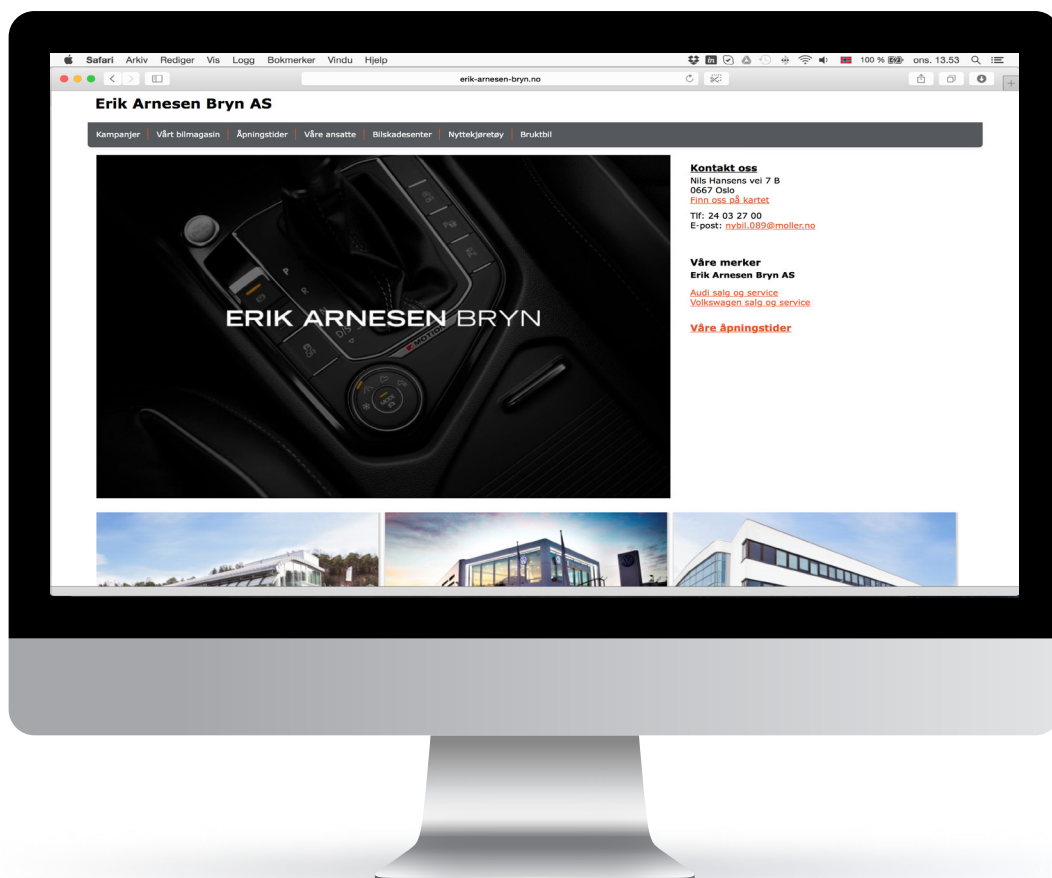 Safari Arkiv Rediger Vis Logg Bokmerker Vindu Hjelp 100 % ons. 13.53
erik-arnesen-bryn.no
Erik Arnesen Bryn AS
Kampanjer Vårt bilmagasin Åpningstider Våre ansatte Bilskadesenter Nyttekjøretøy Bruktbil
ERIK ARNESEN BRYN
P
R
D/S
4MOTION
MODE
Kontakt oss
Nils Hansens vei 7 B
0667 Oslo
Finn oss på kartet
Tlf: 24 03 27 00
E-post: nybil.089@moller.no
Våre merker
Erik Arnesen Bryn AS
Audi salg og service
Volkswagen salg og service
Våre åpningstider